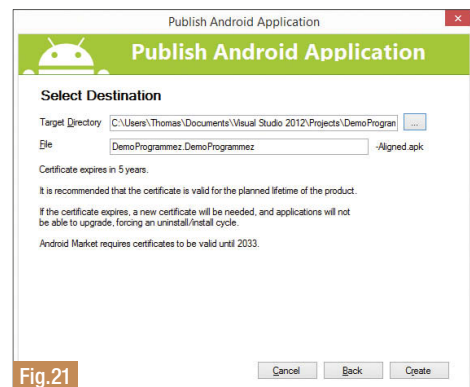 Publish Android Application
Publish Android Application
Select Destination
Target Directory C:\Users\Thomas\Documents\Visual Studio 2012\Projects\DemoProgran ...
File DemoProgrammez.DemoProgrammez -Aligned.apk
Certificate expires in 5 years.
It is recommended that the certificate is valid for the planned lifetime of the product.
If the certificate expires, a new certificate will be needed, and applications will not
be able to upgrade, forcing an uninstall/install cycle.
Android Market requires certificates to be valid until 2033.
Cancel Back Create
Fig.21